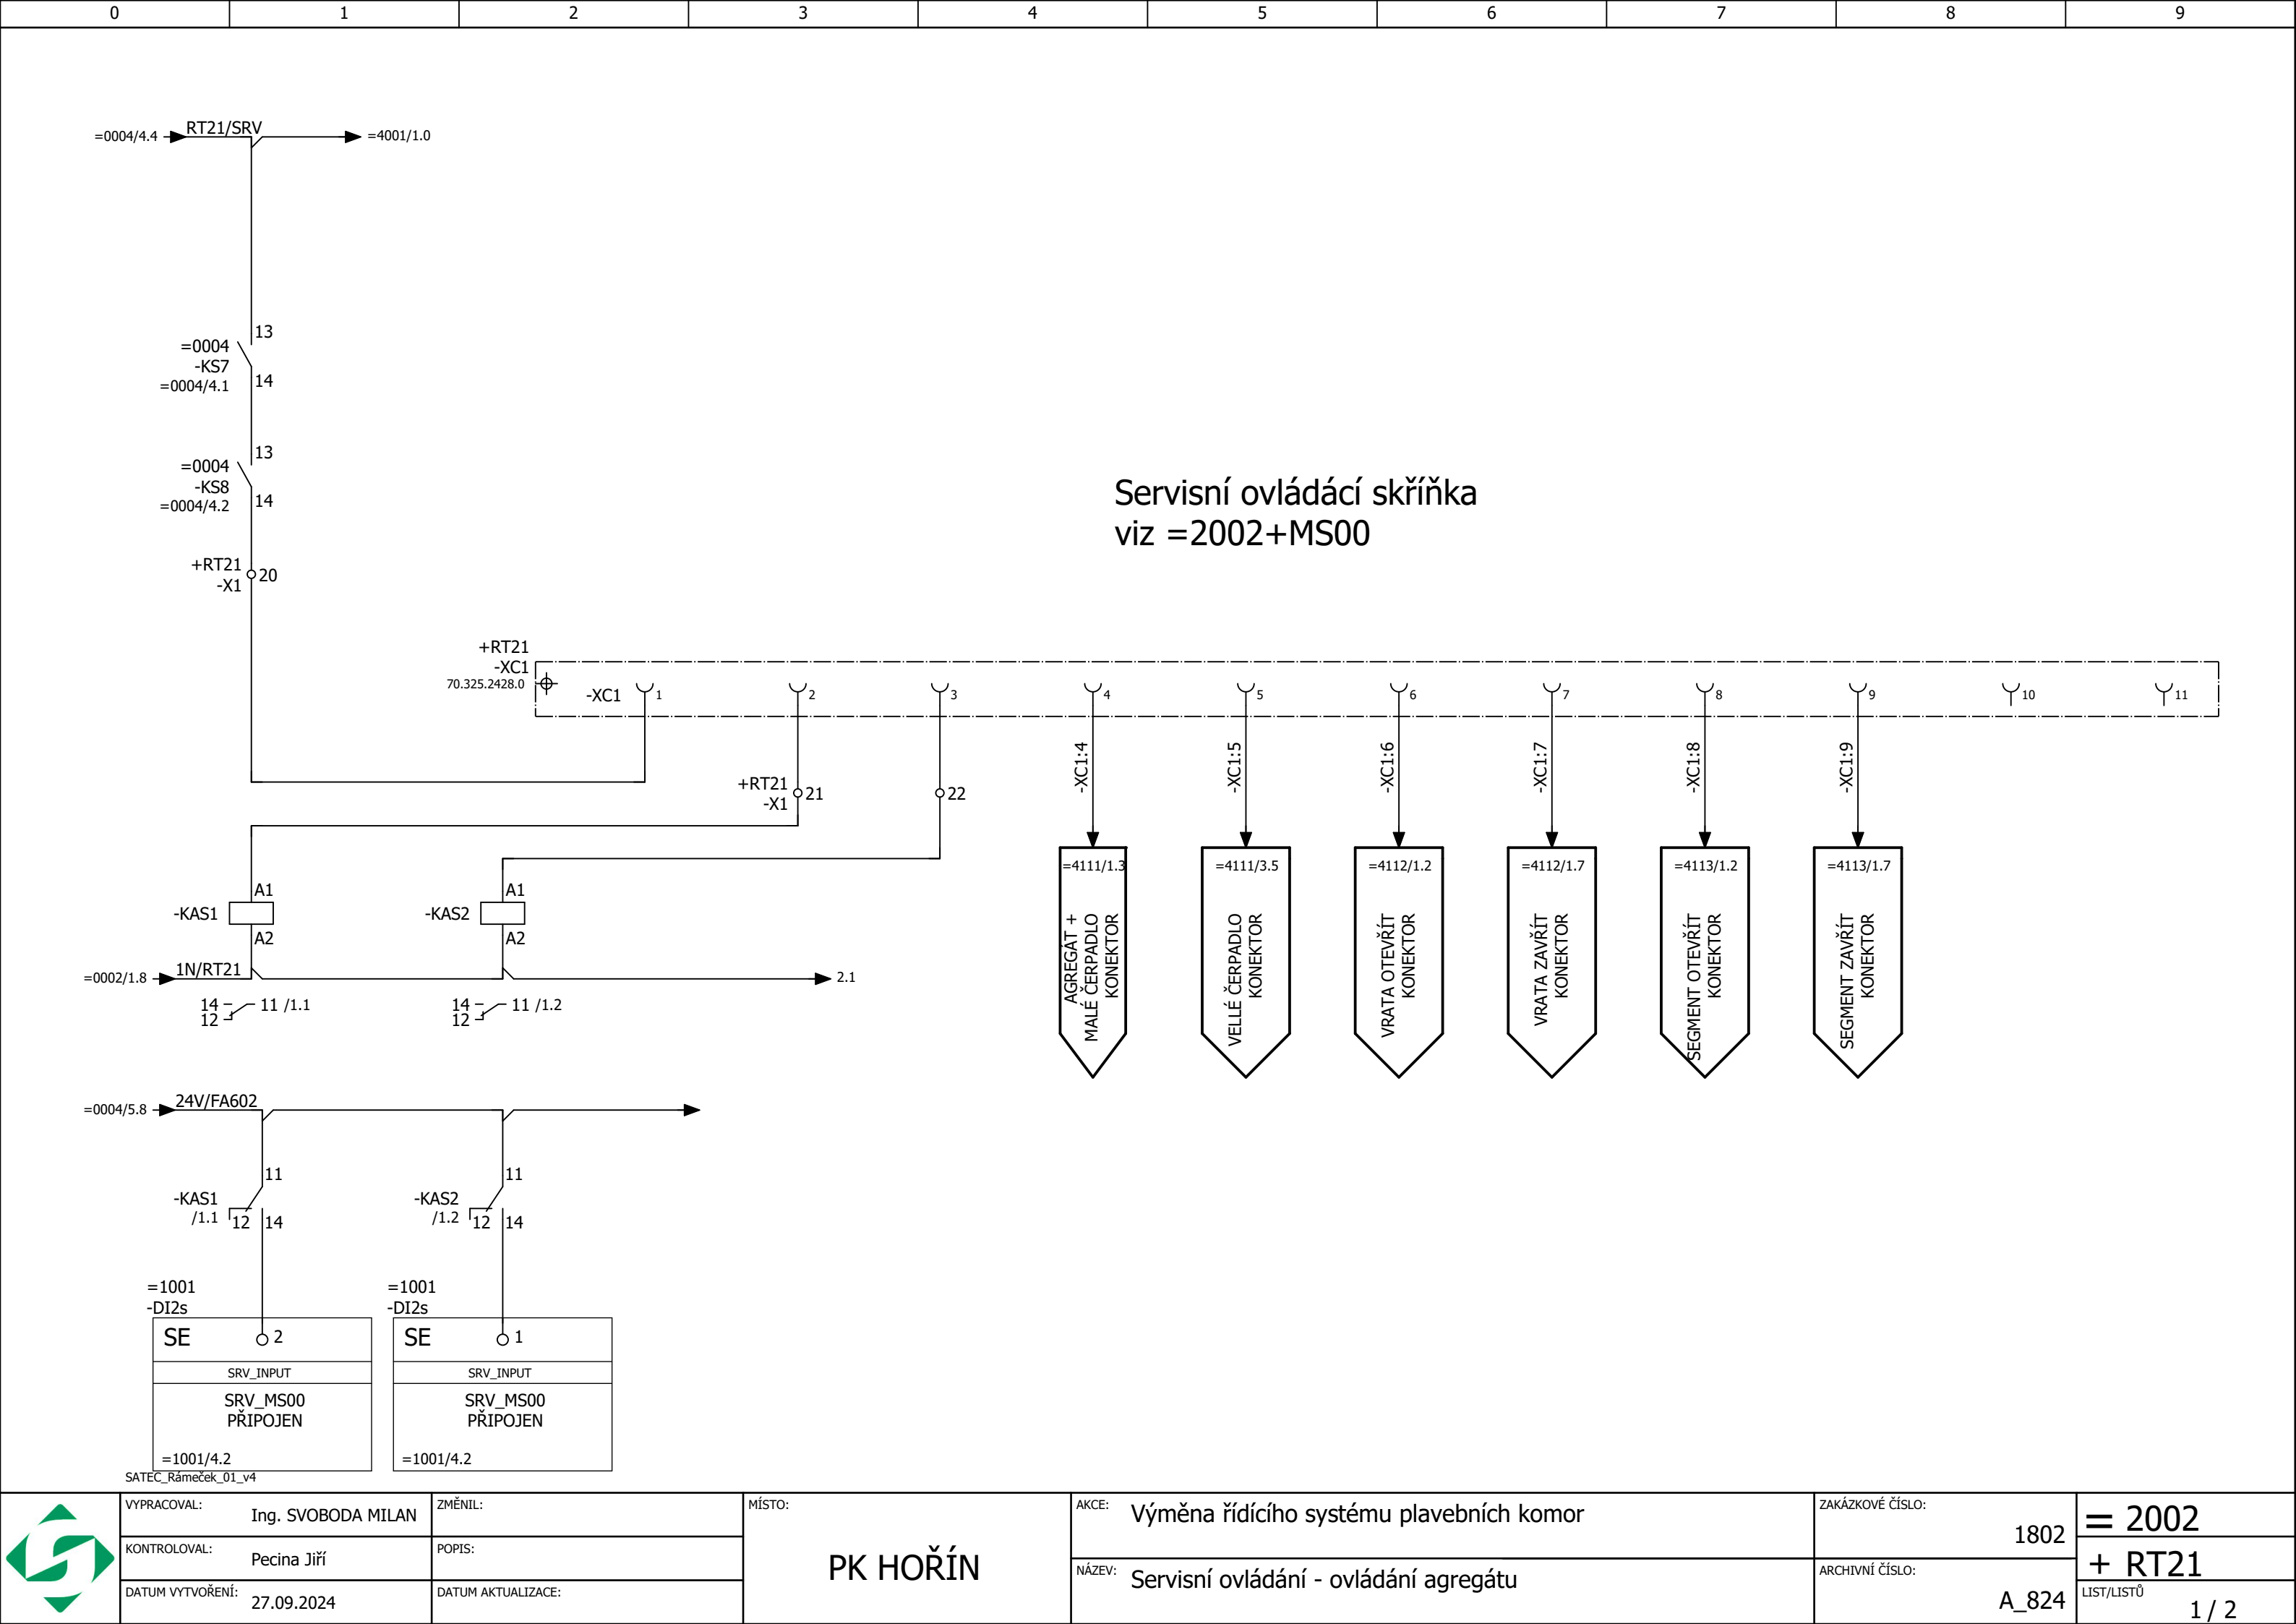 0 1 2 3 4 5 6 7 8 9
=0004/4.4 RT21/SRV =4001/1.0
13
=0004
-KS7
=0004/4.1
14
13
=0004
-KS8
=0004/4.2
14
Servisní ovládácí skříňka
viz =2002+MS00
+RT21
-X1
20
+RT21
-XC1
70.325.2428.0
-XC1 1 2 3 4 5 6 7 8 9 10 11
+RT21
-X1
21
22
-XC1:4
-XC1:5
-XC1:6
-XC1:7
-XC1:8
-XC1:9
=4111/1.3
AGREGÁT +
MALÉ ČERPADLO
KONEKTOR
=4111/3.5
VELLÉ ČERPADLO
KONEKTOR
=4112/1.2
VRATA OTEVŘÍT
KONEKTOR
=4112/1.7
VRATA ZAVŘÍT
KONEKTOR
=4113/1.2
SEGMENT OTEVŘÍT
KONEKTOR
=4113/1.7
SEGMENT ZAVŘÍT
KONEKTOR
A1
-KAS1
A2
A1
-KAS2
A2
=0002/1.8 1N/RT21 2.1
14 11 /1.1
12
14 11 /1.2
12
=0004/5.8 24V/FA602
11
-KAS1
/1.1
12 14
11
-KAS2
/1.2
12 14
=1001
-DI2s
SE 2
SRV_INPUT
SRV_MS00
PŘIPOJEN
=1001/4.2
=1001
-DI2s
SE 1
SRV_INPUT
SRV_MS00
PŘIPOJEN
=1001/4.2
SATEC_Rámeček_01_v4
VYPRACOVAL: Ing. SVOBODA MILAN
KONTROLOVAL: Pecina Jiří
DATUM VYTVOŘENÍ: 27.09.2024
ZMĚNIL:
POPIS:
DATUM AKTUALIZACE:
MÍSTO:
PK HOŘÍN
AKCE: Výměna řídícího systému plavebních komor
NÁZEV: Servisní ovládání - ovládání agregátu
ZAKÁZKOVÉ ČÍSLO:
1802
ARCHIVNÍ ČÍSLO:
A_824
= 2002
+ RT21
LIST/LISTŮ
1 / 2